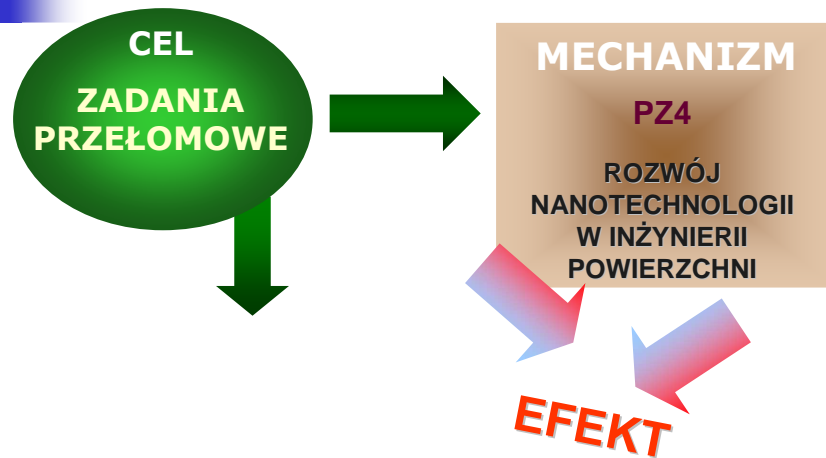 CEL
ZADANIA
PRZEŁOMOWE
MECHANIZM
PZ4
ROZWÓJ
NANOTECHNOLOGII
W INŻYNIERII
POWIERZCHNI
EFEKT